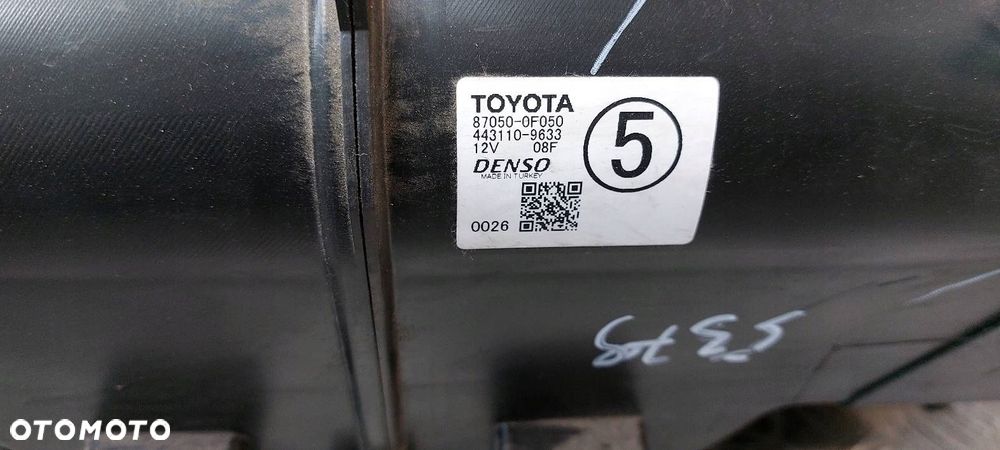 TOYOTA
87050-0F050
443110-9633
12V 08F
DENSO
MADE IN TURKEY
5
0026
OTOMOTO